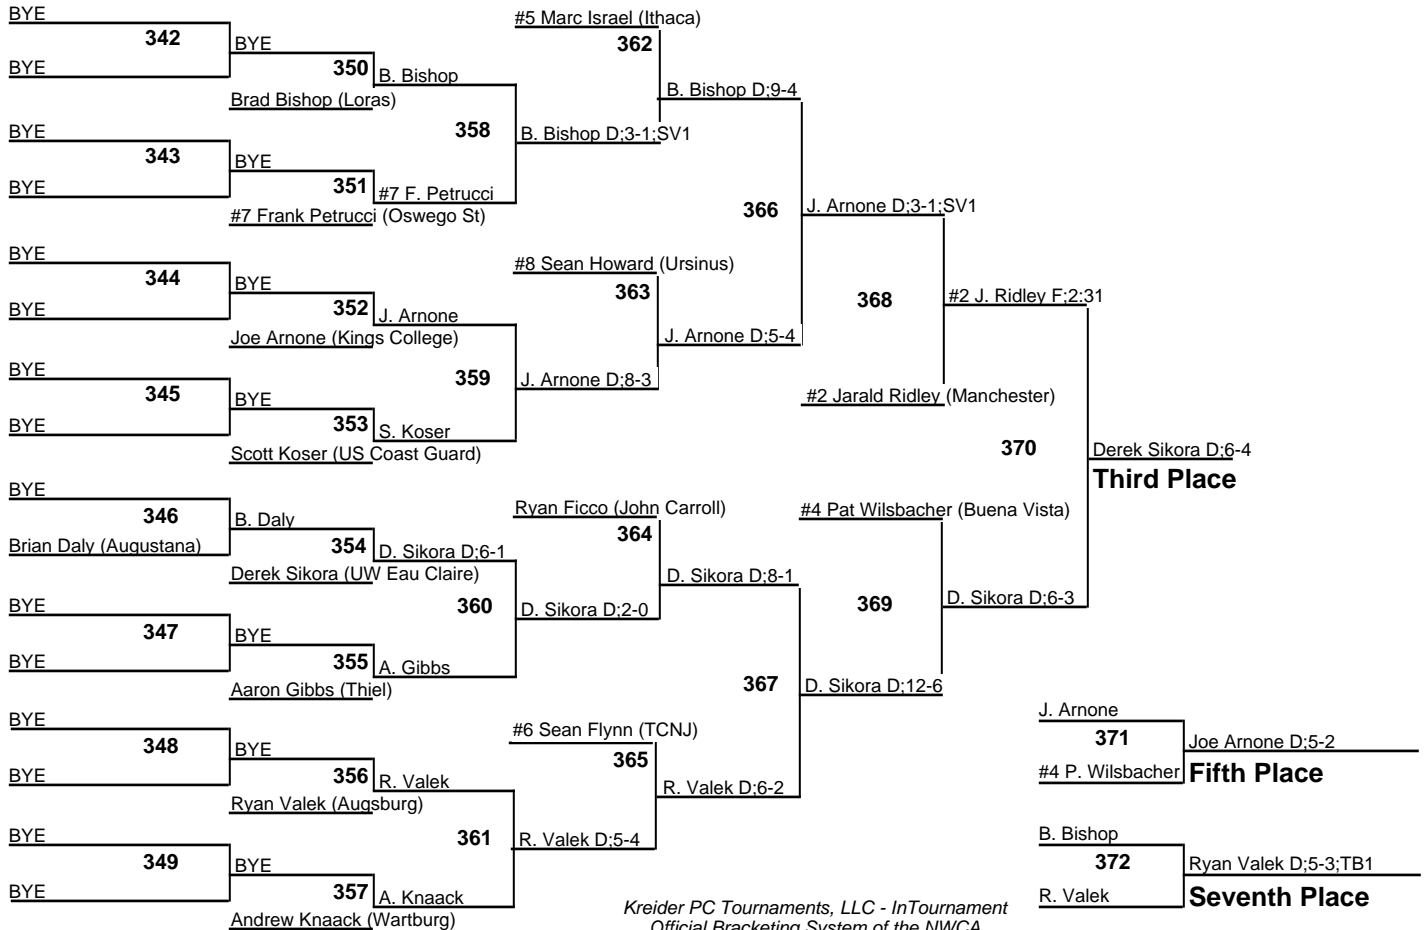 BYE
342
BYE
BYE
350
Brad Bishop (Loras)
B. Bishop
BYE
343
BYE
BYE
351
#7 Frank Petrucci (Oswego St)
#7 F. Petrucci
358
B. Bishop D;3-1;SV1
#5 Marc Israel (Ithaca)
362
B. Bishop D;9-4
BYE
344
BYE
BYE
352
Joe Arnone (Kings College)
J. Arnone
BYE
345
BYE
BYE
353
Scott Koser (US Coast Guard)
S. Koser
359
J. Arnone D;8-3
#8 Sean Howard (Ursinus)
363
J. Arnone D;5-4
366
J. Arnone D;3-1;SV1
368
#2 Jarald Ridley (Manchester)
#2 J. Ridley F;2:31
BYE
346
Brian Daly (Augustana)
B. Daly
354
Derek Sikora (UW Eau Claire)
D. Sikora D;6-1
BYE
347
BYE
BYE
355
Aaron Gibbs (Thiel)
A. Gibbs
360
D. Sikora D;2-0
Ryan Ficco (John Carroll)
364
D. Sikora D;8-1
BYE
348
BYE
BYE
356
Ryan Valek (Augsburg)
R. Valek
BYE
349
BYE
BYE
357
Andrew Knaack (Wartburg)
A. Knaack
361
R. Valek D;5-4
#6 Sean Flynn (TCNJ)
365
R. Valek D;6-2
367
D. Sikora D;12-6
#4 Pat Wilsbacher (Buena Vista)
369
D. Sikora D;6-3
370
Derek Sikora D;6-4
Third Place
J. Arnone
371
#4 P. Wilsbacher
Joe Arnone D;5-2
Fifth Place
B. Bishop
372
R. Valek
Ryan Valek D;5-3;TB1
Seventh Place
Kreider PC Tournaments, LLC - InTournament
Official Bracketing System of the NWCA